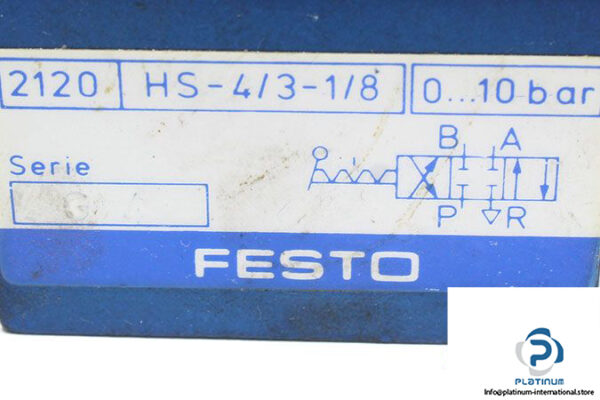 2120 HS-4/3-1/8 0...10 bar
B A
Serie
P R
FESTO
P
PLATINUM
Info@platinum-international.store